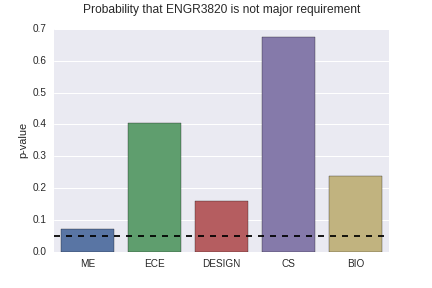 Probability that ENGR3820 is not major requirement
0.7
0.6
0.5
0.4
0.3
0.2
0.1
0.0
p-value
ME ECE DESIGN CS BIO